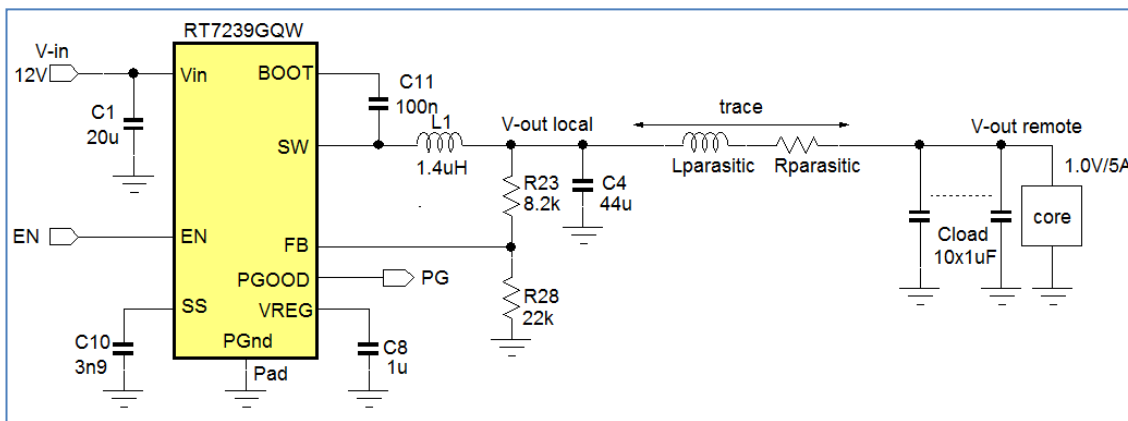 RT7239GQW
V-in
12V
Vin
BOOT
C1
20u
C11
100n
SW
L1
1.4uH
V-out local
trace
Lparasitic
Rparasitic
V-out remote
1.0V/5A
R23
8.2k
C4
44u
Cload
10x1uF
core
EN
EN
FB
PGOOD
PG
R28
22k
SS
VREG
C10
3n9
PGnd
Pad
C8
1u